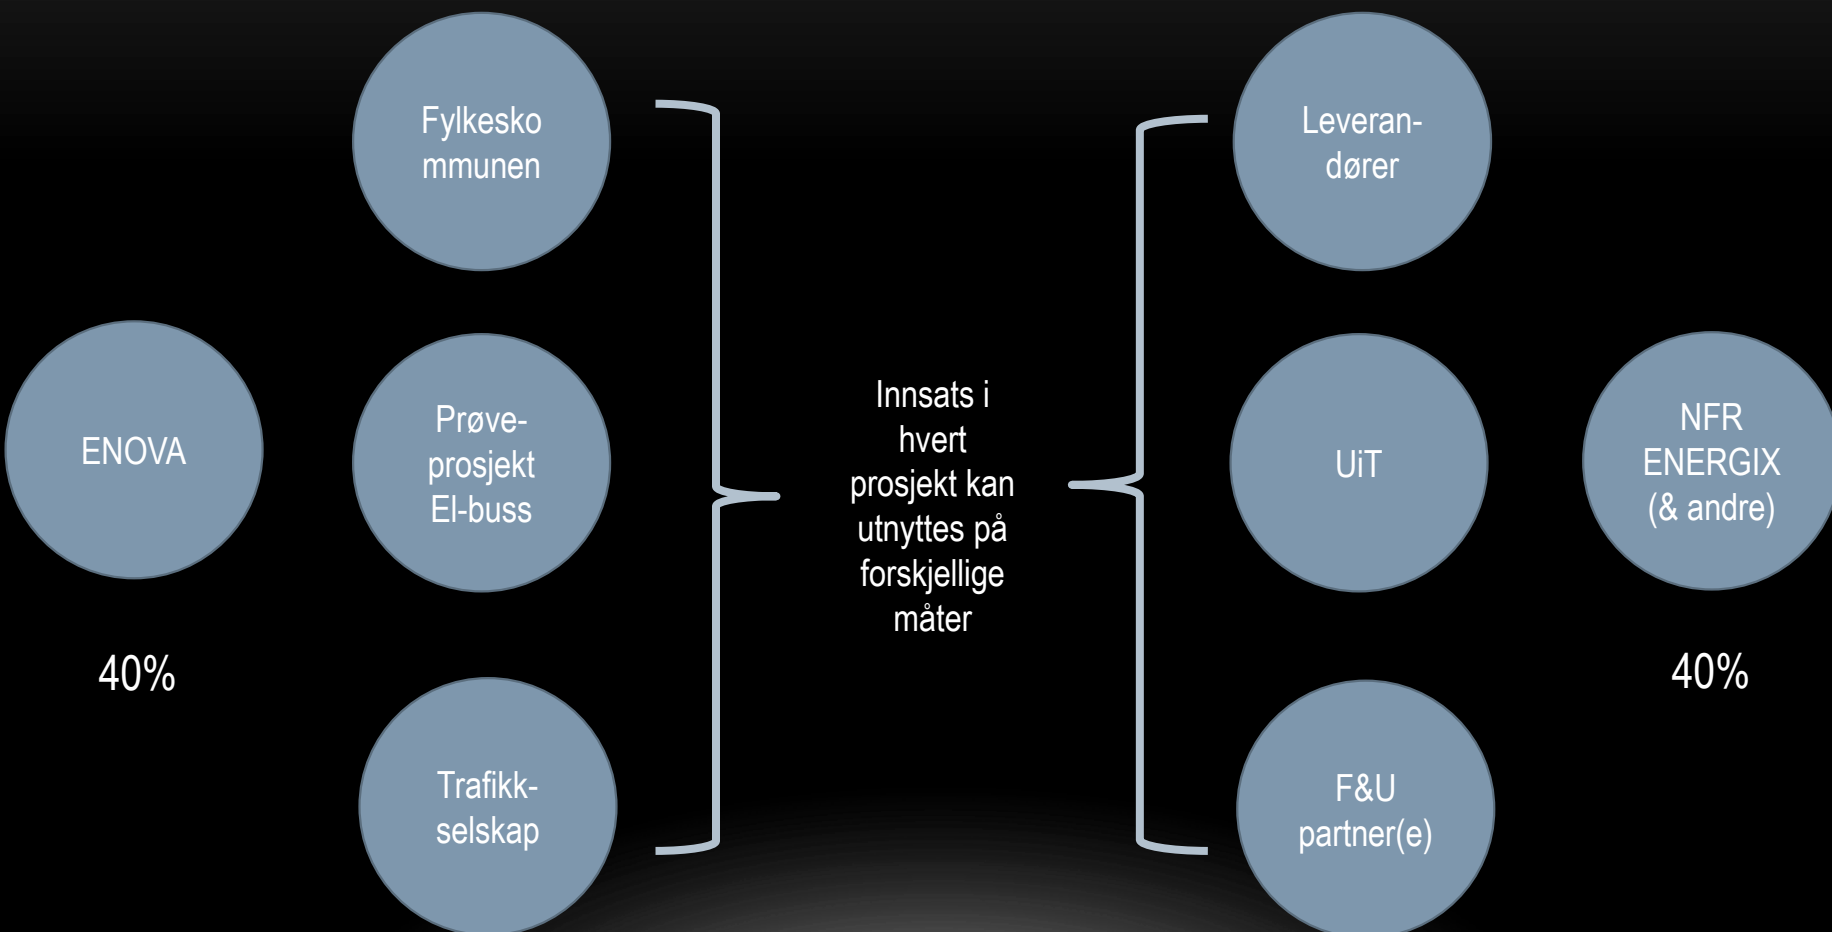 Fylkesko
mmunen
Leveran-
dører
ENOVA
Prøve-
prosjekt
El-buss
Innsats i
hvert
prosjekt kan
utnyttes på
forskjellige
måter
UiT
NFR
ENERGIX
(& andre)
40%
40%
Trafikk-
selskap
F&U
partner(e)